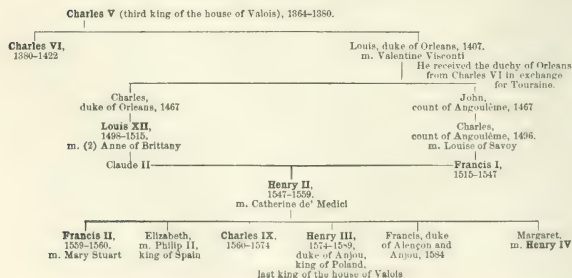 Charles V (third king of the house of Valois), 1364-1380.
Charles VI,
1380-1422
Louis, duke of Orleans, 1407.
m. Valentine Visconti
He received the duchy of Orleans
from Charles VI in exchange
for Touraine.
Charles,
duke of Orleans, 1467
John,
count of Angoulême, 1467
Louis XII,
1498-1515.
m. (2) Anne of Brittany
Charles,
count of Angoulême, 1496.
m. Louise of Savoy
Claude II
Francis I,
1515-1547
Henry II,
1547-1559.
m. Catherine de' Medici
Francis II,
1559-1560.
m. Mary Stuart
Elizabeth,
m. Philip II,
king of Spain
Charles IX,
1560-1574
Henry III,
1574-1589,
duke of Anjou,
king of Poland,
last king of the house of Valois
Francis, duke
of Alençon and
Anjou, 1584
Margaret,
m. Henry IV